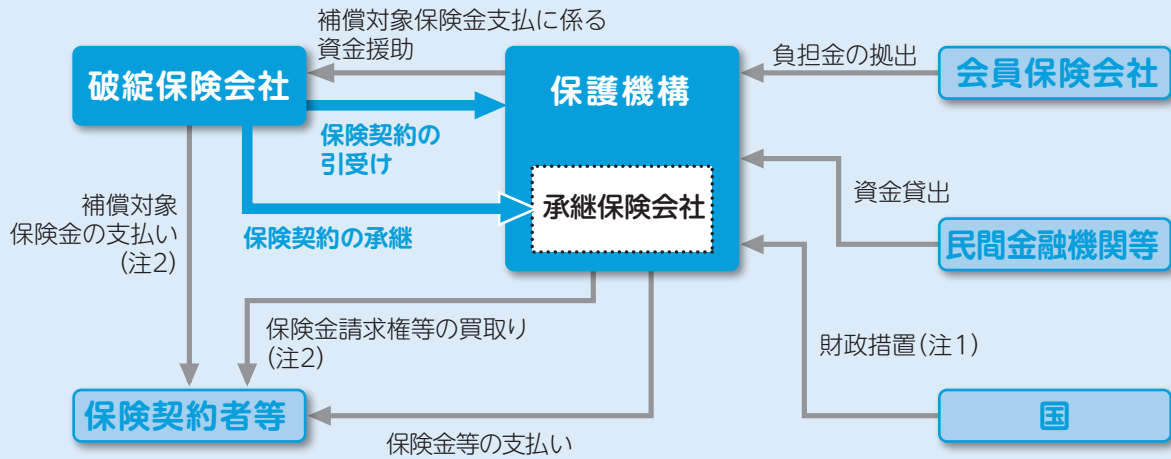 補償対象保険金支払に係る
資金援助
破綻保険会社
保護機構
負担金の拠出
会員保険会社
保険契約の
引受け
承継保険会社
資金貸出
補償対象
保険金の支払い
(注2)
保険契約の承継
民間金融機関等
保険金請求権等の買取り
(注2)
財政措置(注1)
保険契約者等
国
保険金等の支払い